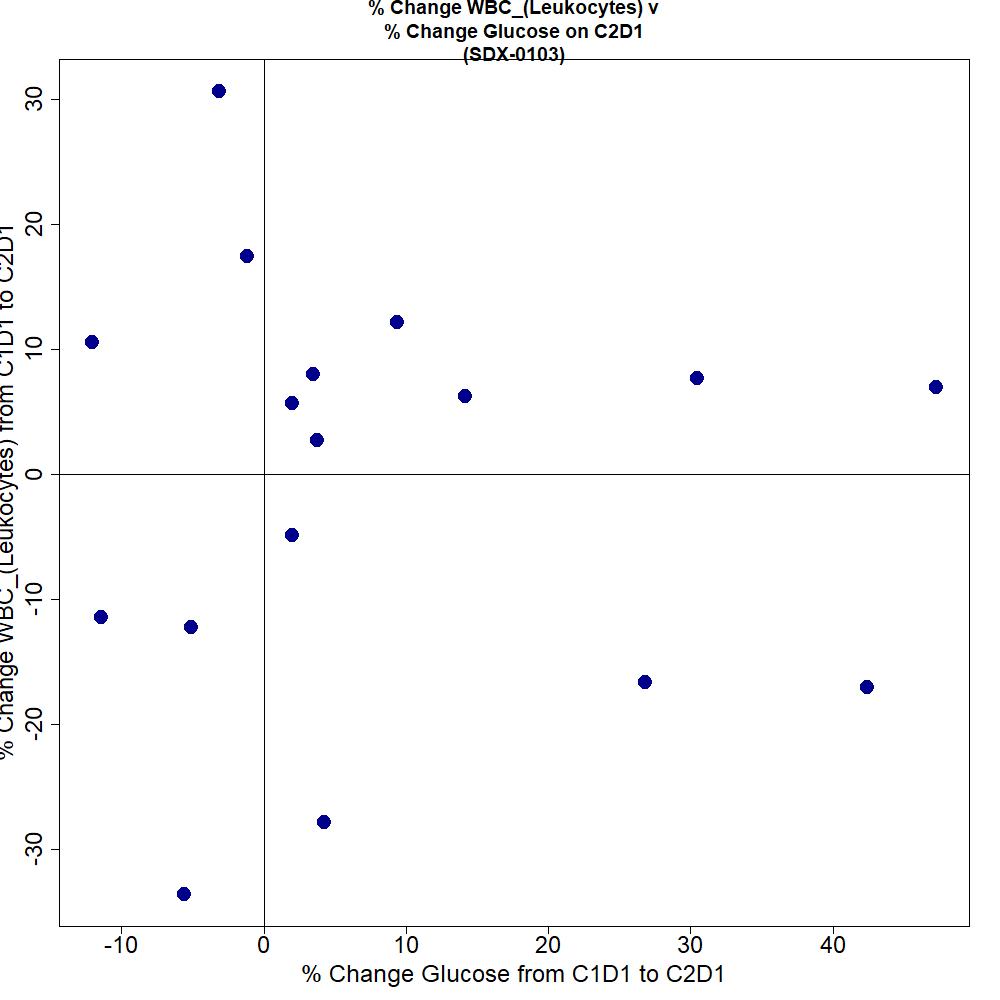 % Change WBC_(Leukocytes) v
% Change Glucose on C2D1
(SDX-0103)
% Change WBC_(Leukocytes) from C1D1 to C2D1
30
20
10
0
-10
-20
-30
-10 0 10 20 30 40
% Change Glucose from C1D1 to C2D1